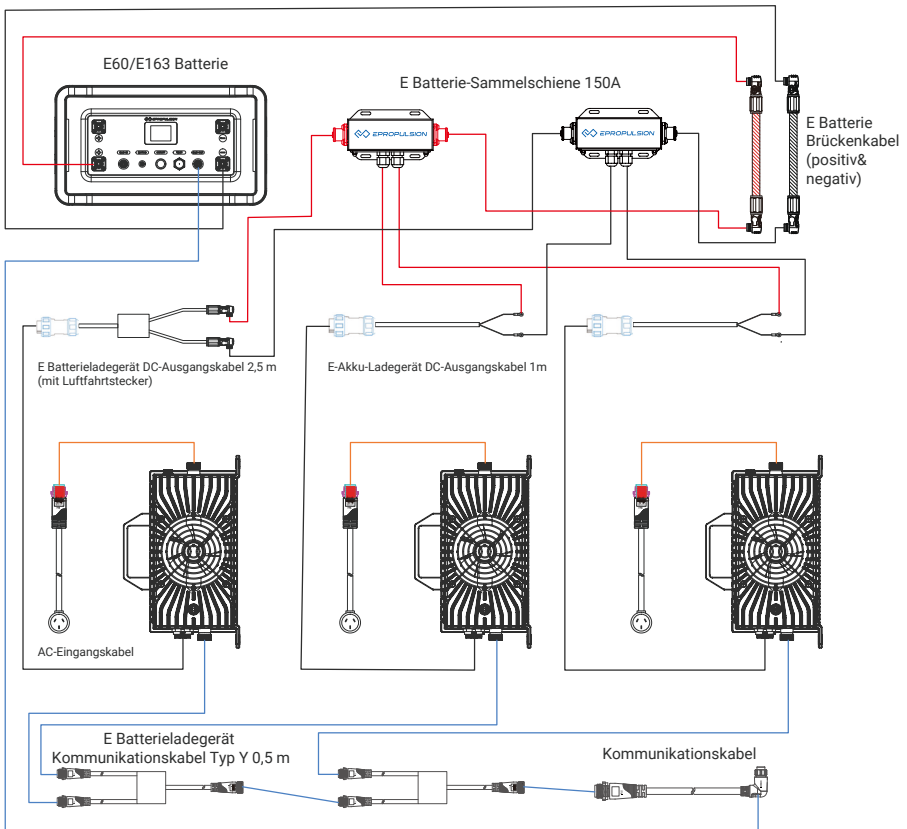 E60/E163 Batterie
E Batterie-Sammelschiene 150A
EPROPULSION
EPROPULSION
EPROPULSION
E Batterie
Brückenkabel
(positiv&
negativ)
E Batterieladegerät DC-Ausgangskabel 2,5 m
(mit Luftfahrtstecker)
E-Akku-Ladegerät DC-Ausgangskabel 1m
AC-Eingangskabel
E Batterieladegerät
Kommunikationskabel Typ Y 0,5 m
Kommunikationskabel